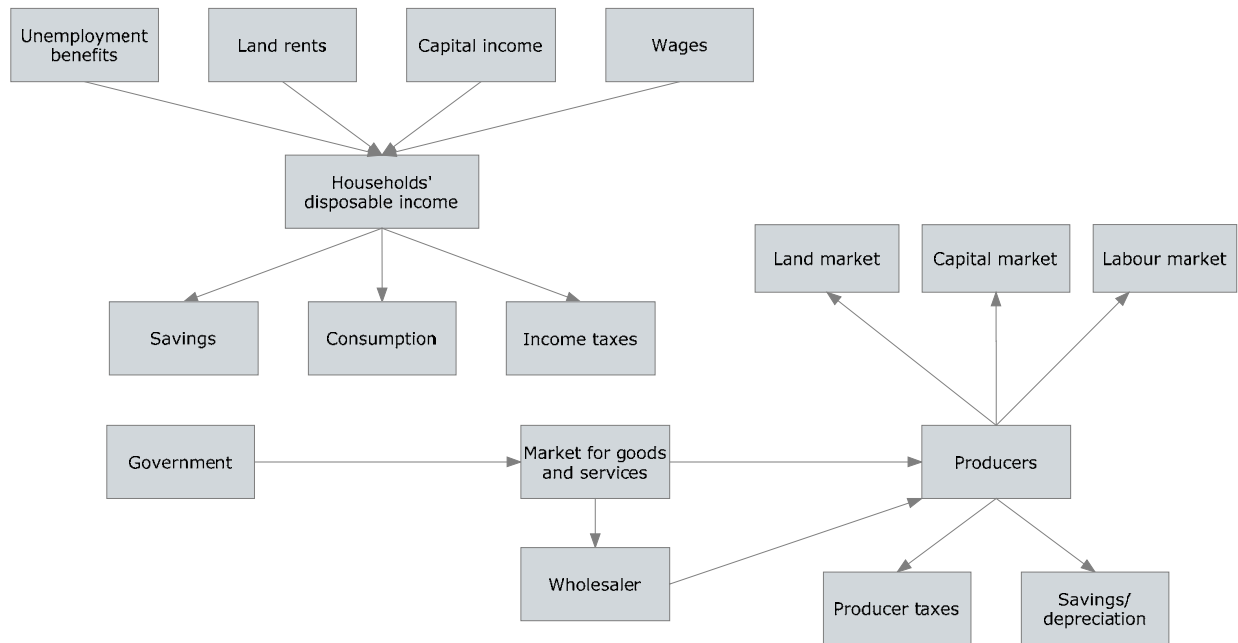 Unemployment
benefits
Land rents
Capital income
Wages
Households'
disposable income
Land market
Capital market
Labour market
Savings
Consumption
Income taxes
Government
Market for goods
and services
Producers
Wholesaler
Producer taxes
Savings/
depreciation